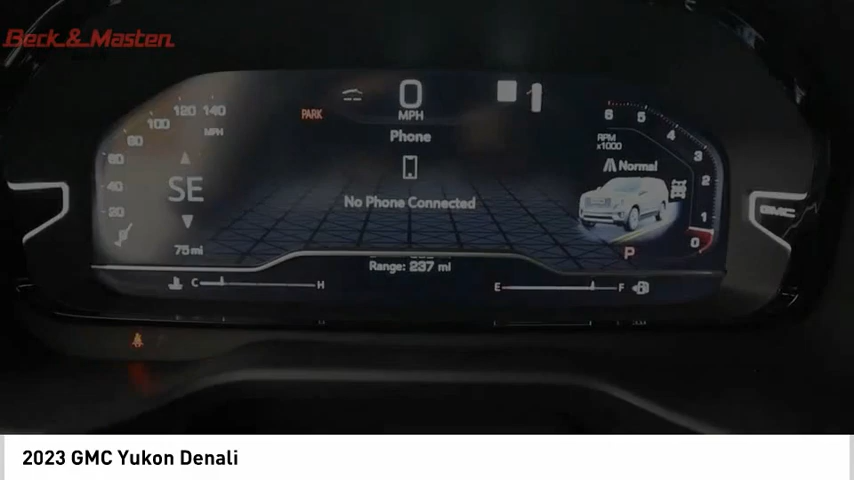 Beck & Masten
PARK
0
MPH
Phone
No Phone Connected
20
40
60
80
100
120
140
MPH
SE
75 mi
Range: 237 mi
C H
E F
6
5
4
3
2
1
0
RPM
x1000
Normal
P
GMC
2023 GMC Yukon Denali